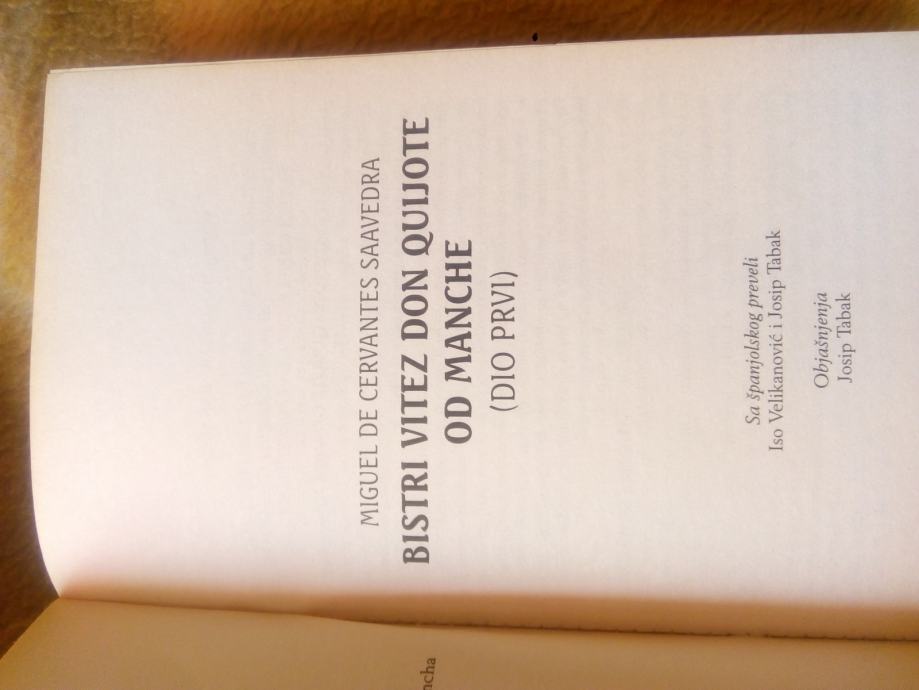 MIGUEL DE CERVANTES SAAVEDRA
BISTRI VITEZ DON QUIJOTE
OD MANCHE
(DIO PRVI)
Sa španjolskog preveli
Iso Velikanović i Josip Tabak
Objašnjenja
Josip Tabak
ncha